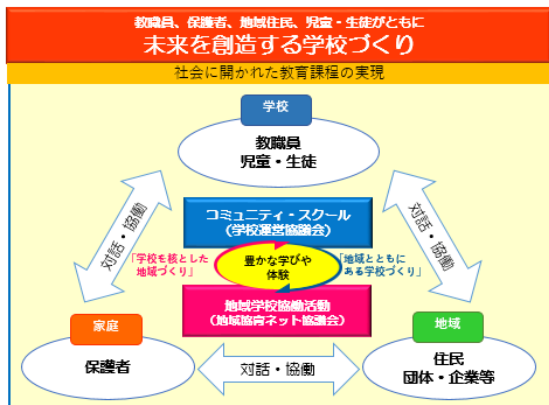 教職員、保護者、地域住民、児童・生徒がともに
未来を創造する学校づくり
社会に開かれた教育課程の実現
学校
教職員
児童・生徒
対話・協働
対話・協働
コミュニティ・スクール
（学校運営協議会）
「学校を核とした
地域づくり」
豊かな学びや
体験
「地域とともに
ある学校づくり」
地域学校協働活動
（地域協育ネット協議会）
家庭
保護者
対話・協働
地域
住民
団体・企業等